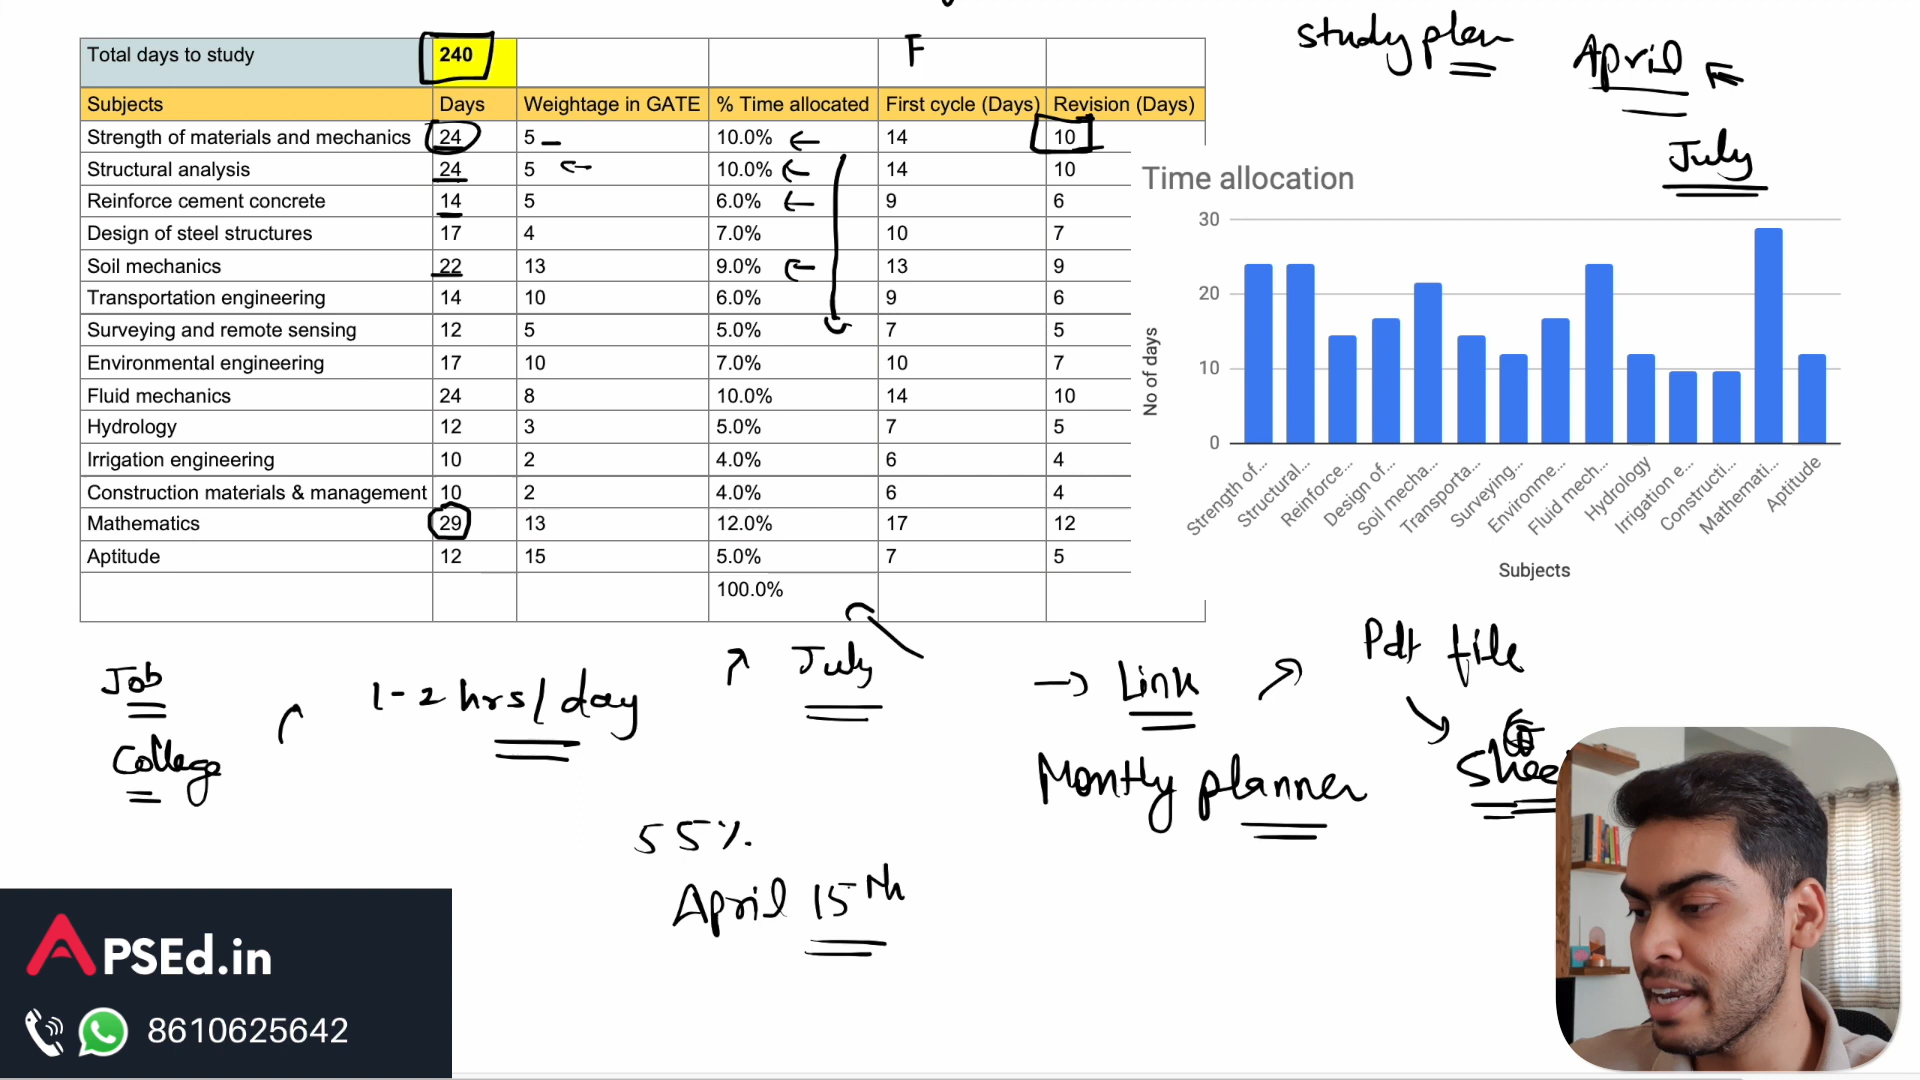 F
study plan
April
July
Total days to study 240
Subjects Days Weightage in GATE % Time allocated First cycle (Days) Revision (Days)
Strength of materials and mechanics 24 5 10.0% 14 10
Structural analysis 24 5 10.0% 14 10
Reinforce cement concrete 14 5 6.0% 9 6
Design of steel structures 17 4 7.0% 10 7
Soil mechanics 22 13 9.0% 13 9
Transportation engineering 14 10 6.0% 9 6
Surveying and remote sensing 12 5 5.0% 7 5
Environmental engineering 17 10 7.0% 10 7
Fluid mechanics 24 8 10.0% 14 10
Hydrology 12 3 5.0% 7 5
Irrigation engineering 10 2 4.0% 6 4
Construction materials & management 10 2 4.0% 6 4
Mathematics 29 13 12.0% 17 12
Aptitude 12 15 5.0% 7 5
100.0%
Time allocation
30
20
10
0
No of days
Strength of...
Structural...
Reinforce...
Design of...
Soil mecha...
Transporta...
Surveying...
Environme...
Fluid mech...
Hydrology
Irrigation e...
Constructi...
Mathemati...
Aptitude
Subjects
Job
College
1-2 hrs/day
July
Link
Pdf file
Montly planner
Shee
55%
April 15th
APSEd.in
8610625642